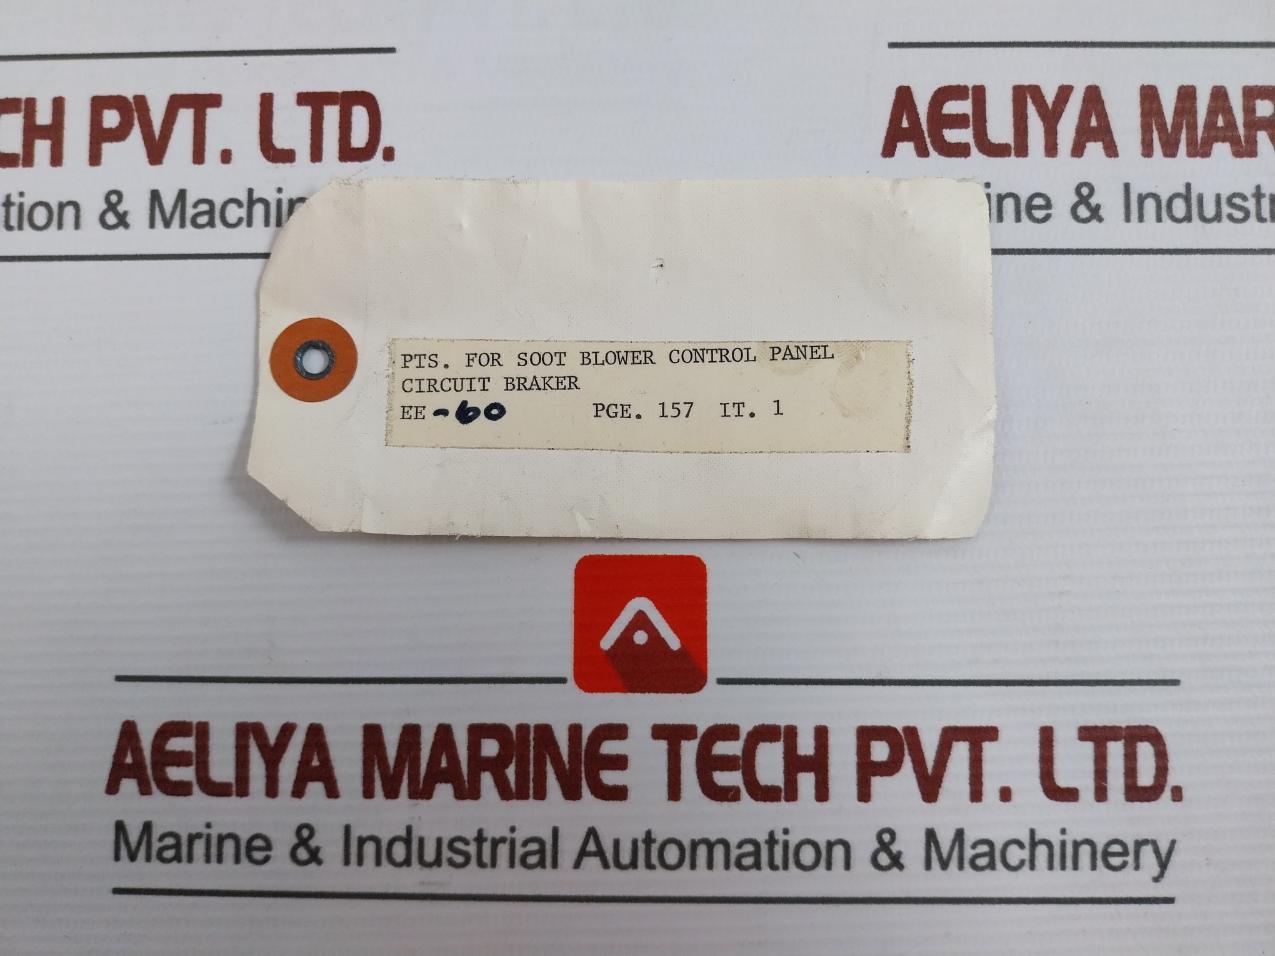 CH PVT. LTD.
tion & Machin
AELIYA MAR
ine & Industr
PTS. FOR SOOT BLOWER CONTROL PANEL
CIRCUIT BRAKER
EE-60 PGE. 157 IT. 1
AELIYA MARINE TECH PVT. LTD.
Marine & Industrial Automation & Machinery